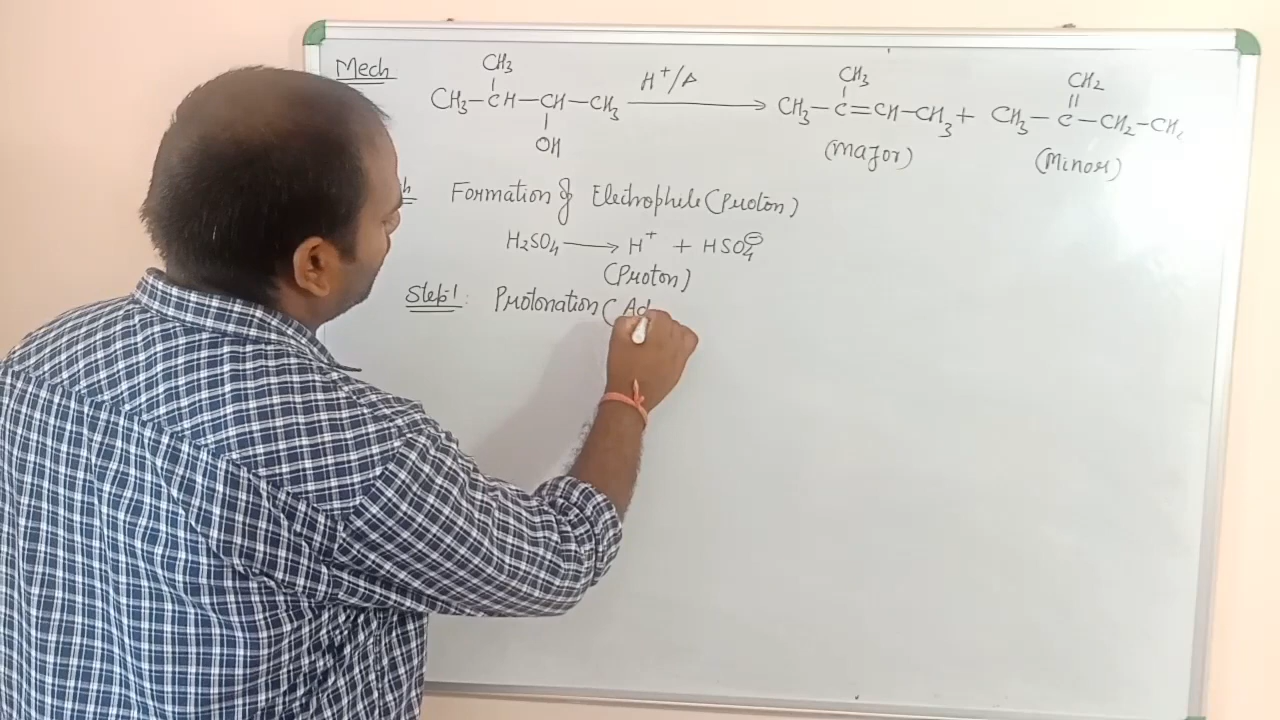 Mech
CH3 CH3 CH2
CH3-CH-CH-CH3 H+/Δ → CH3-C=CH-CH3 + CH3-C-CH2-CH
OH (Major) (Minor)
Formation of Electrophile (Proton)
H2SO4 → H+ + HSO4⊖
(Proton)
Step-1: Protonation (Ad